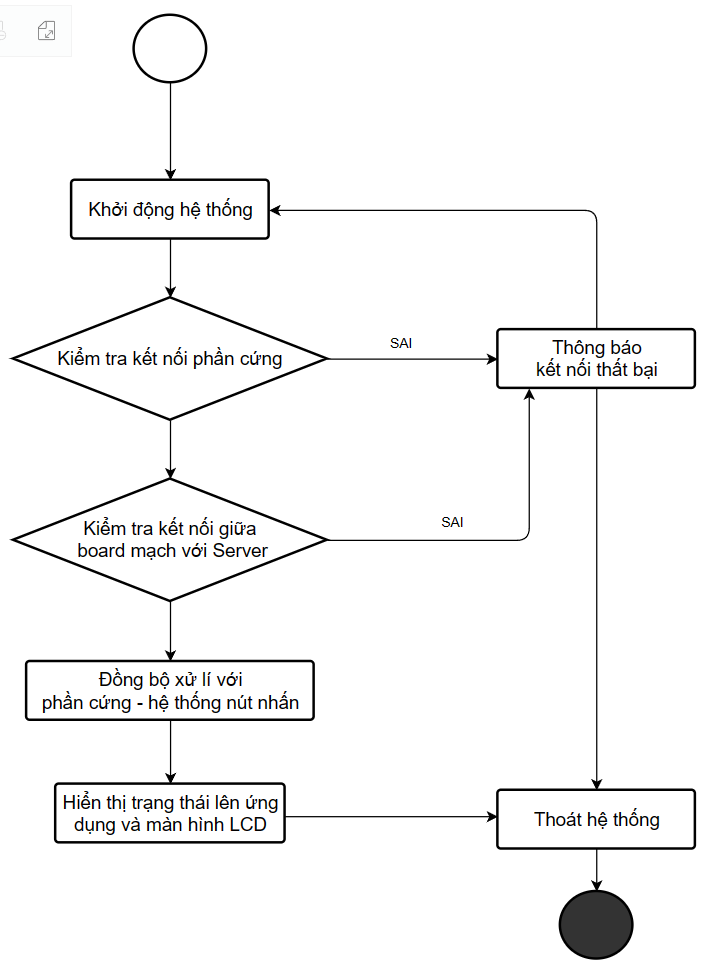 Khởi động hệ thống
Kiểm tra kết nối phần cứng
SAI
Thông báo
kết nối thất bại
Kiểm tra kết nối giữa
board mạch với Server
SAI
Đồng bộ xử lí với
phần cứng - hệ thống nút nhấn
Hiển thị trạng thái lên ứng
dụng và màn hình LCD
Thoát hệ thống